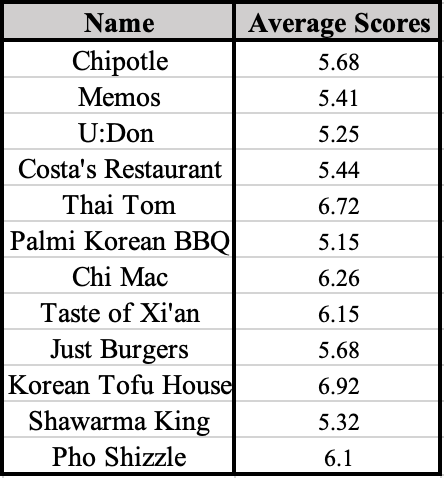 Name Average Scores
Chipotle 5.68
Memos 5.41
U:Don 5.25
Costa's Restaurant 5.44
Thai Tom 6.72
Palmi Korean BBQ 5.15
Chi Mac 6.26
Taste of Xi'an 6.15
Just Burgers 5.68
Korean Tofu House 6.92
Shawarma King 5.32
Pho Shizzle 6.1